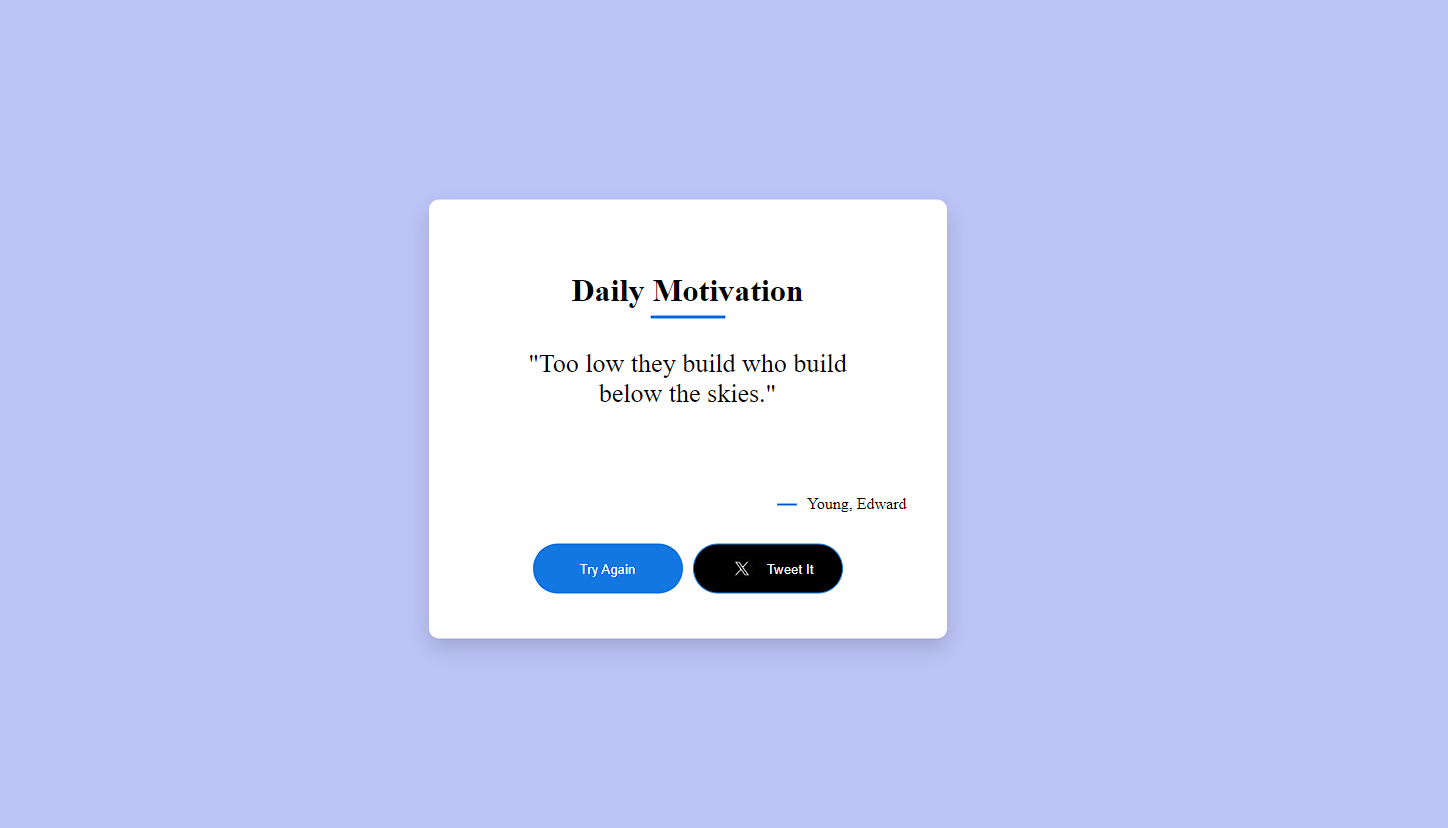 Daily Motivation
"Too low they build who build
below the skies."
Young, Edward
Try Again
Tweet It